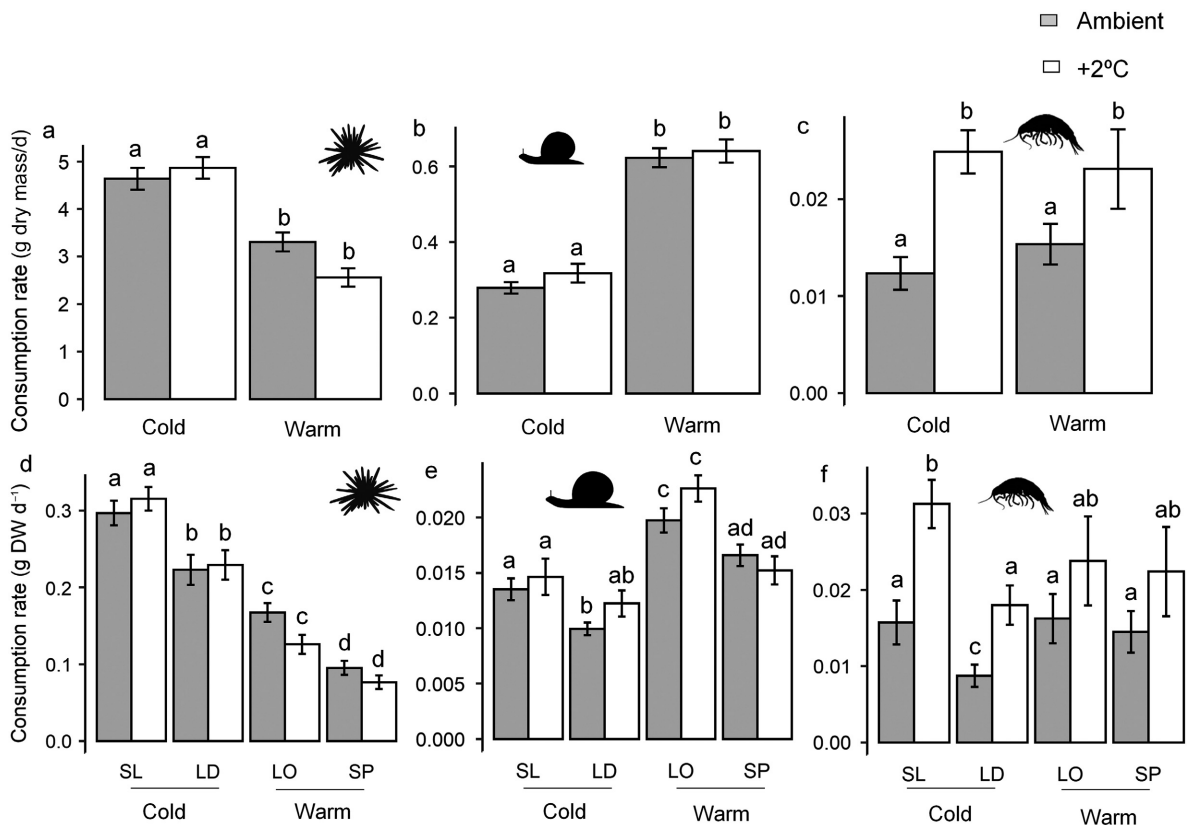 Ambient
+2ºC
a
Consumption rate (g dry mass/d)
5
4
3
2
1
0
a
a
b
b
Cold
Warm
b
0.6
0.4
0.2
0.0
a
a
b
b
Cold
Warm
c
0.02
0.01
0.00
a
b
a
b
Cold
Warm
d
Consumption rate (g DW d⁻¹)
0.3
0.2
0.1
0.0
a
a
b
b
c
c
d
d
SL
LD
LO
SP
Cold
Warm
e
0.020
0.015
0.010
0.005
0.000
a
a
b
ab
c
c
ad
ad
SL
LD
LO
SP
Cold
Warm
f
0.03
0.02
0.01
0.00
a
b
c
a
a
ab
a
ab
SL
LD
LO
SP
Cold
Warm